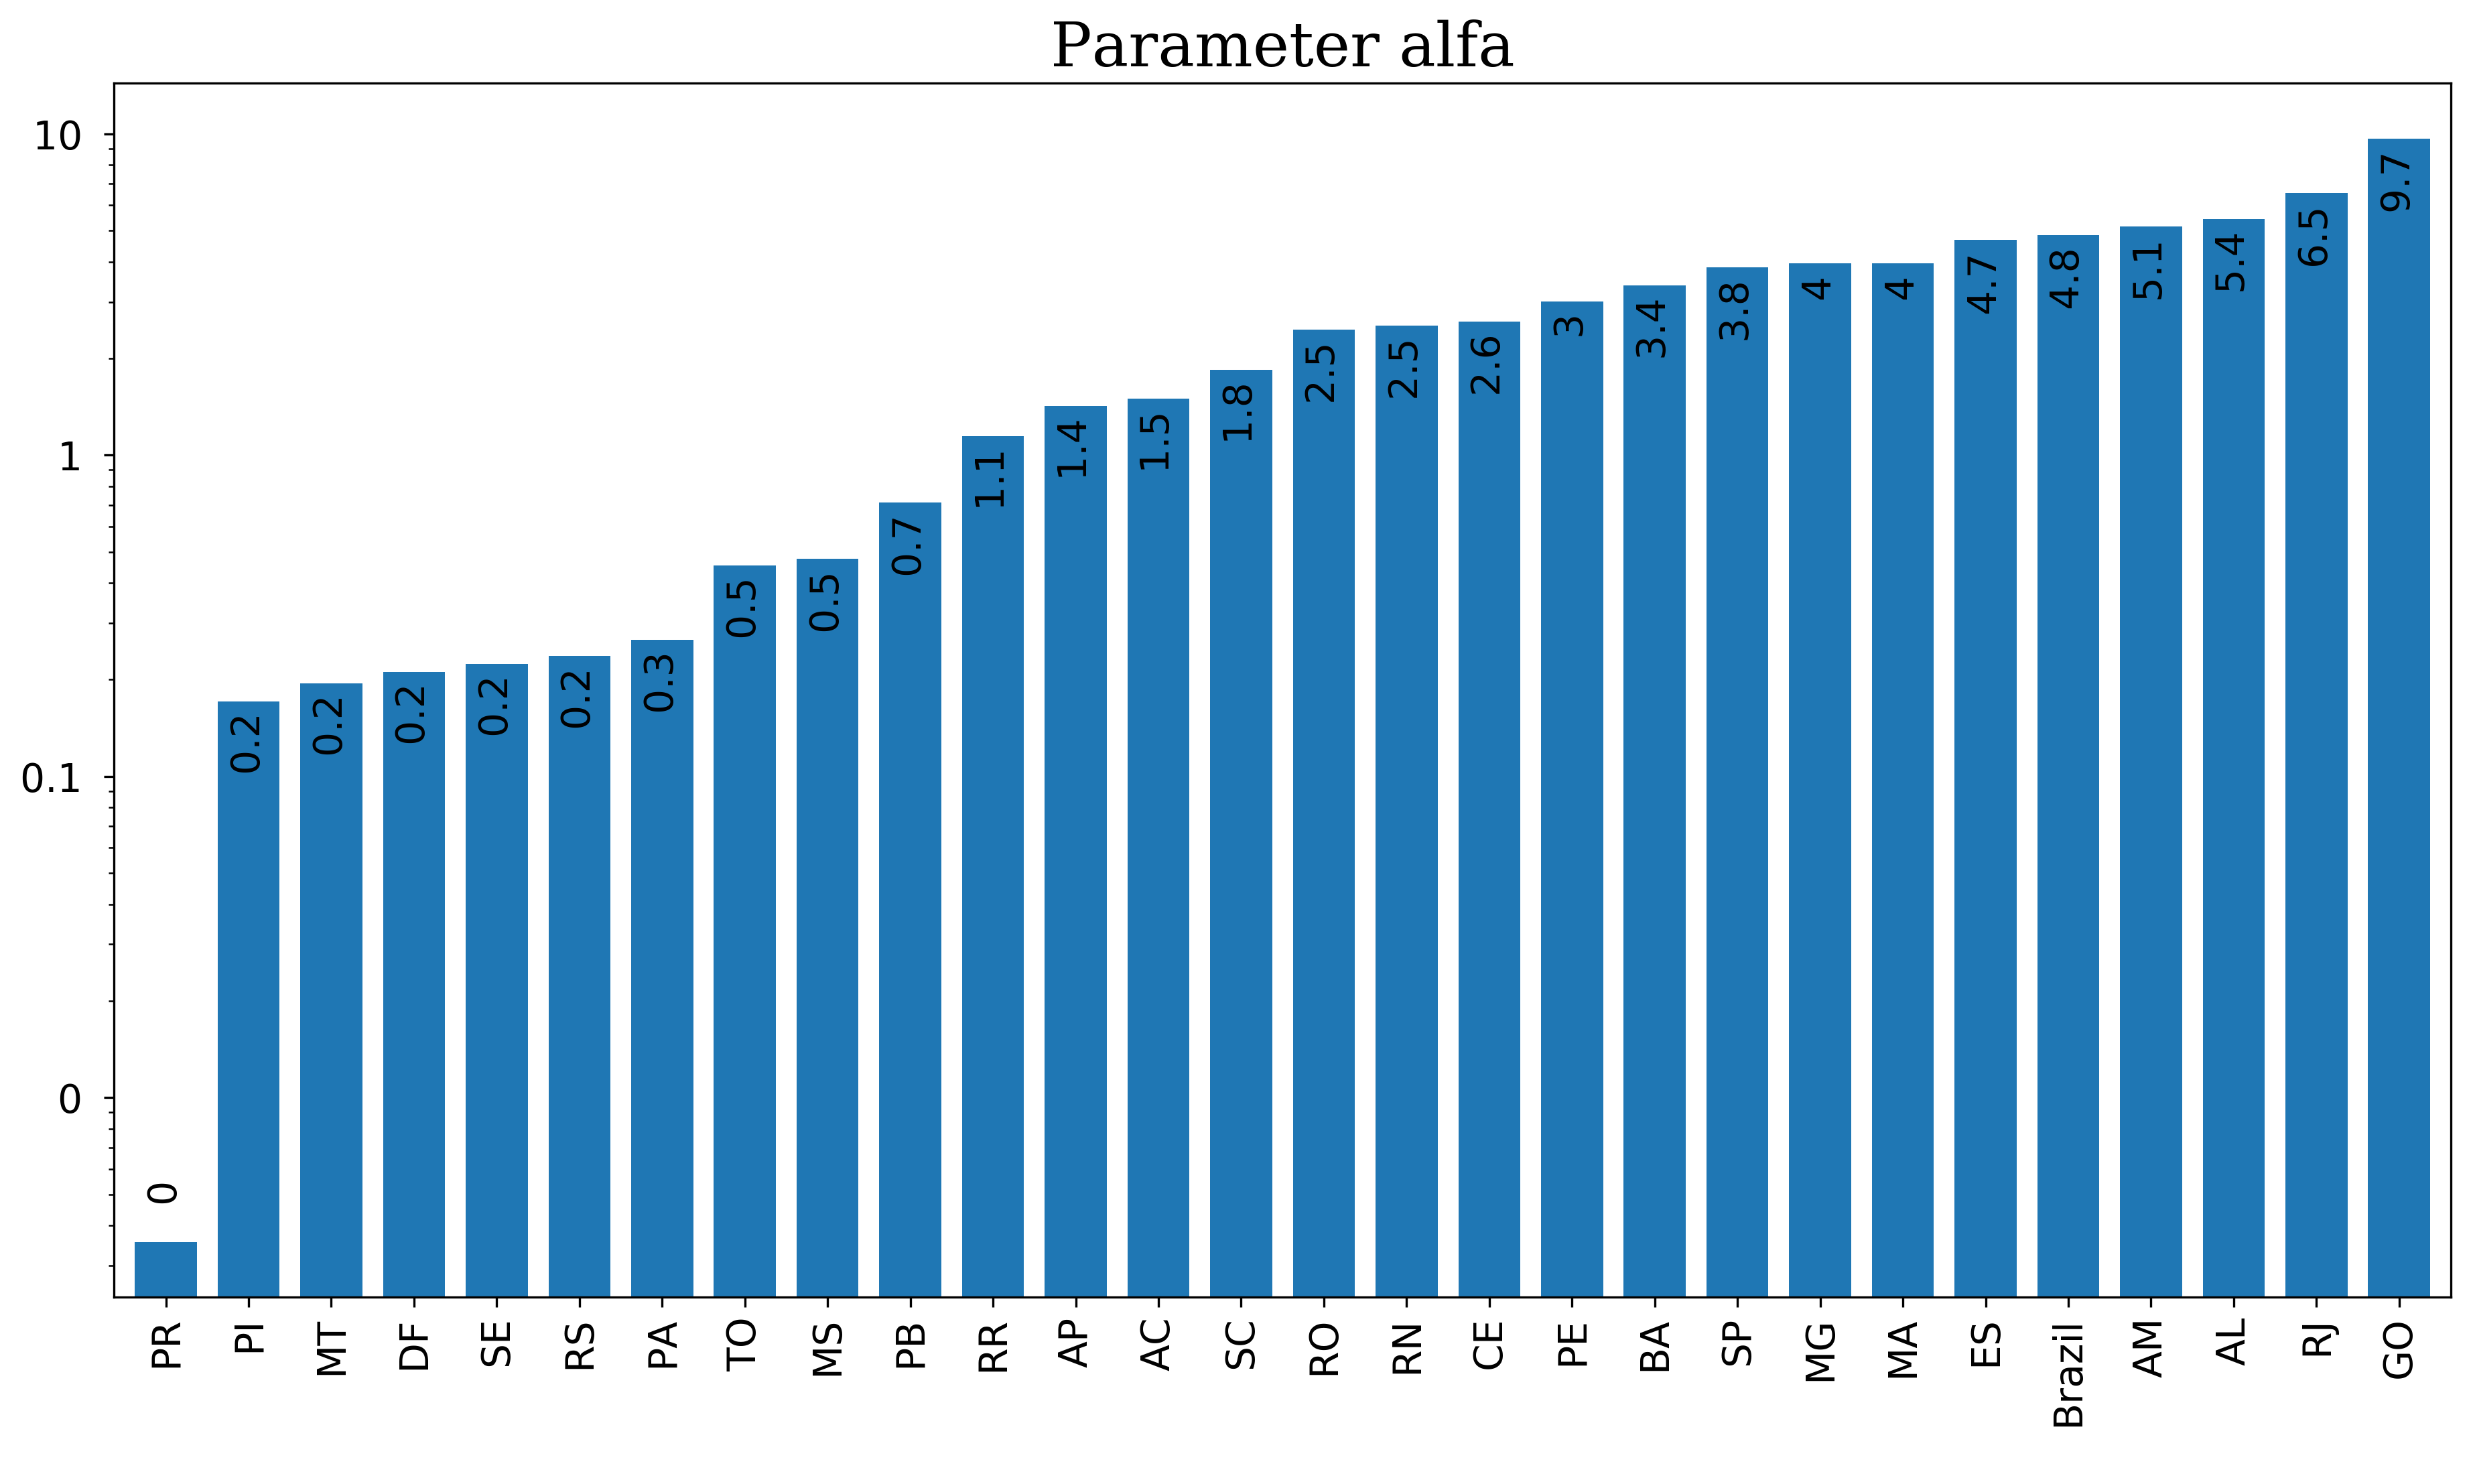 Parameter alfa
10
1
0.1
0
0
0.2
0.2
0.2
0.2
0.2
0.3
0.5
0.5
0.7
1.1
1.4
1.5
1.8
2.5
2.5
2.6
3
3.4
3.8
4
4
4.7
4.8
5.1
5.4
6.5
9.7
PR
PI
MT
DF
SE
RS
PA
TO
MS
PB
RR
AP
AC
SC
RO
RN
CE
PE
BA
SP
MG
MA
ES
Brazil
AM
AL
RJ
GO